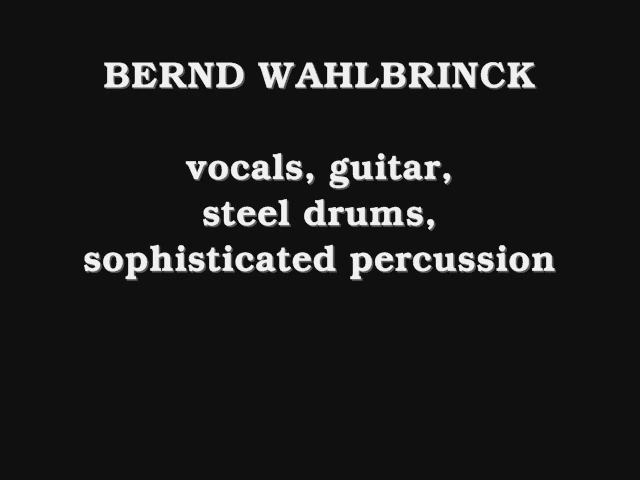 BERND WAHLBRINCK
vocals, guitar,
steel drums,
sophisticated percussion